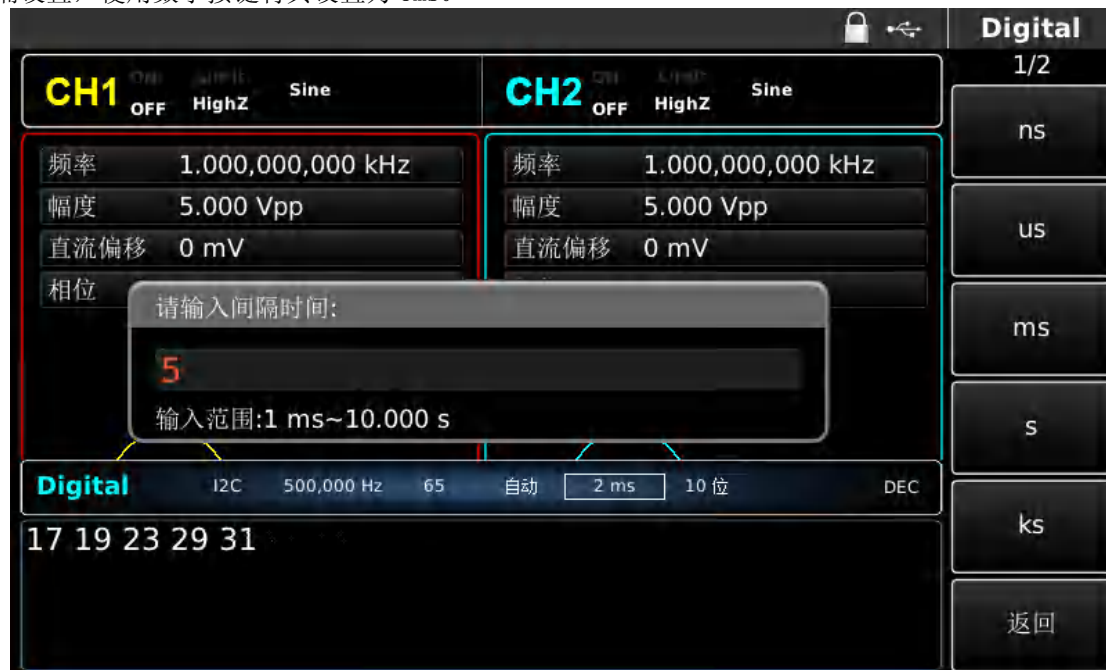 Digital
1/2
CH1 OFF HighZ Sine
CH2 OFF HighZ Sine
ns
频率 1.000,000,000 kHz
频率 1.000,000,000 kHz
幅度 5.000 Vpp
幅度 5.000 Vpp
us
直流偏移 0 mV
直流偏移 0 mV
相位
请输入间隔时间:
ms
5
输入范围:1 ms~10.000 s
s
Digital I2C 500,000 Hz 65 自动 2 ms 10 位 DEC
ks
17 19 23 29 31
返回